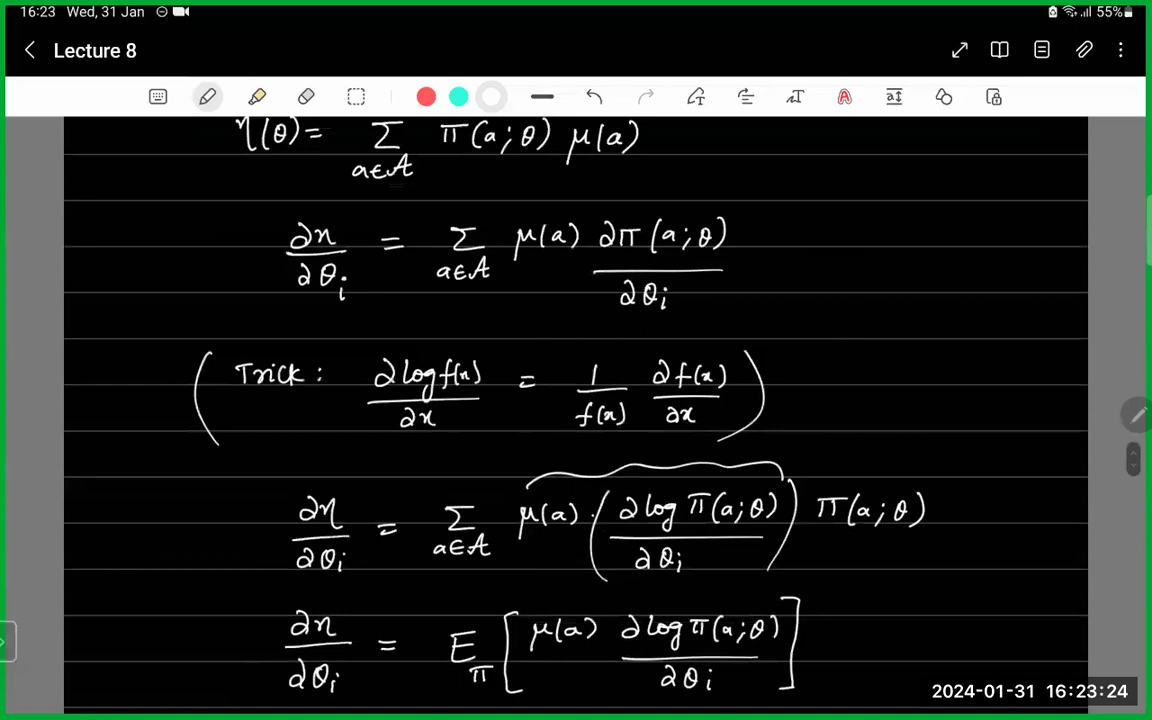 16:23 Wed, 31 Jan 55%
Lecture 8
η(θ) = Σ_{a∈A} π(a;θ) μ(a)
∂η/∂θ_i = Σ_{a∈A} μ(a) ∂π(a;θ)/∂θ_i
(Trick: ∂log f(x)/∂x = 1/f(x) ∂f(x)/∂x)
∂η/∂θ_i = Σ_{a∈A} μ(a) · (∂log π(a;θ)/∂θ_i) π(a;θ)
∂η/∂θ_i = E_π [μ(a) ∂log π(a;θ)/∂θ_i]
2024-01-31 16:23:24